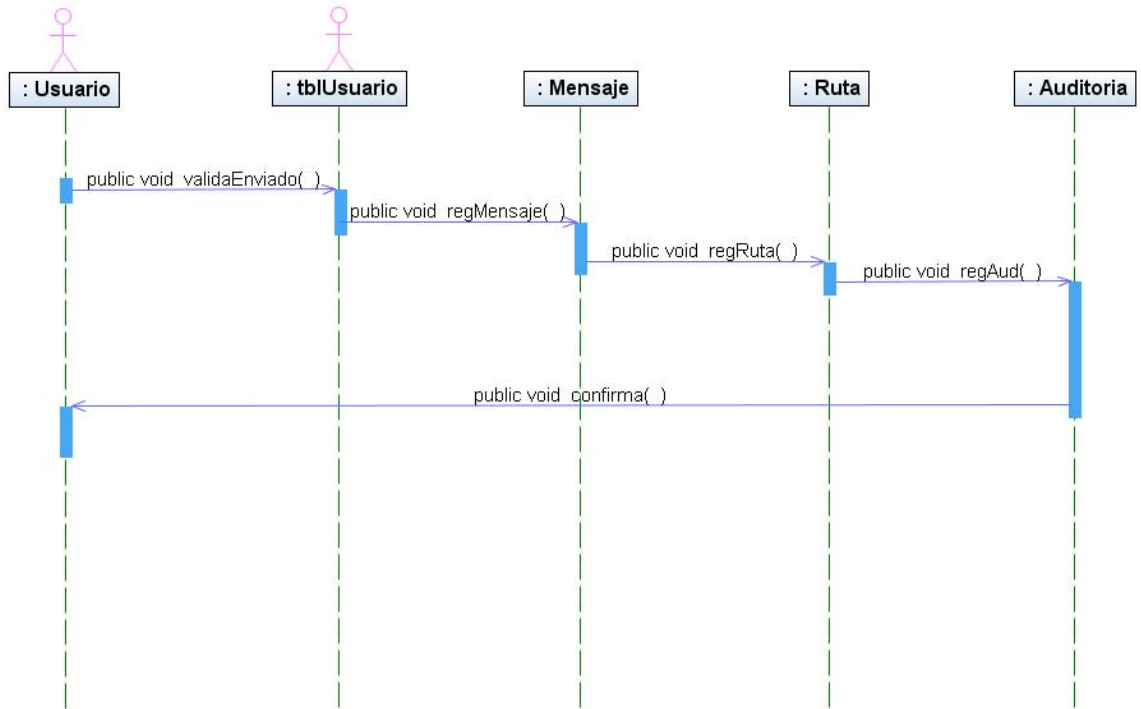 : Usuario
: tblUsuario
: Mensaje
: Ruta
: Auditoria
public void validaEnviado( )
public void regMensaje( )
public void regRuta( )
public void regAud( )
public void confirma( )